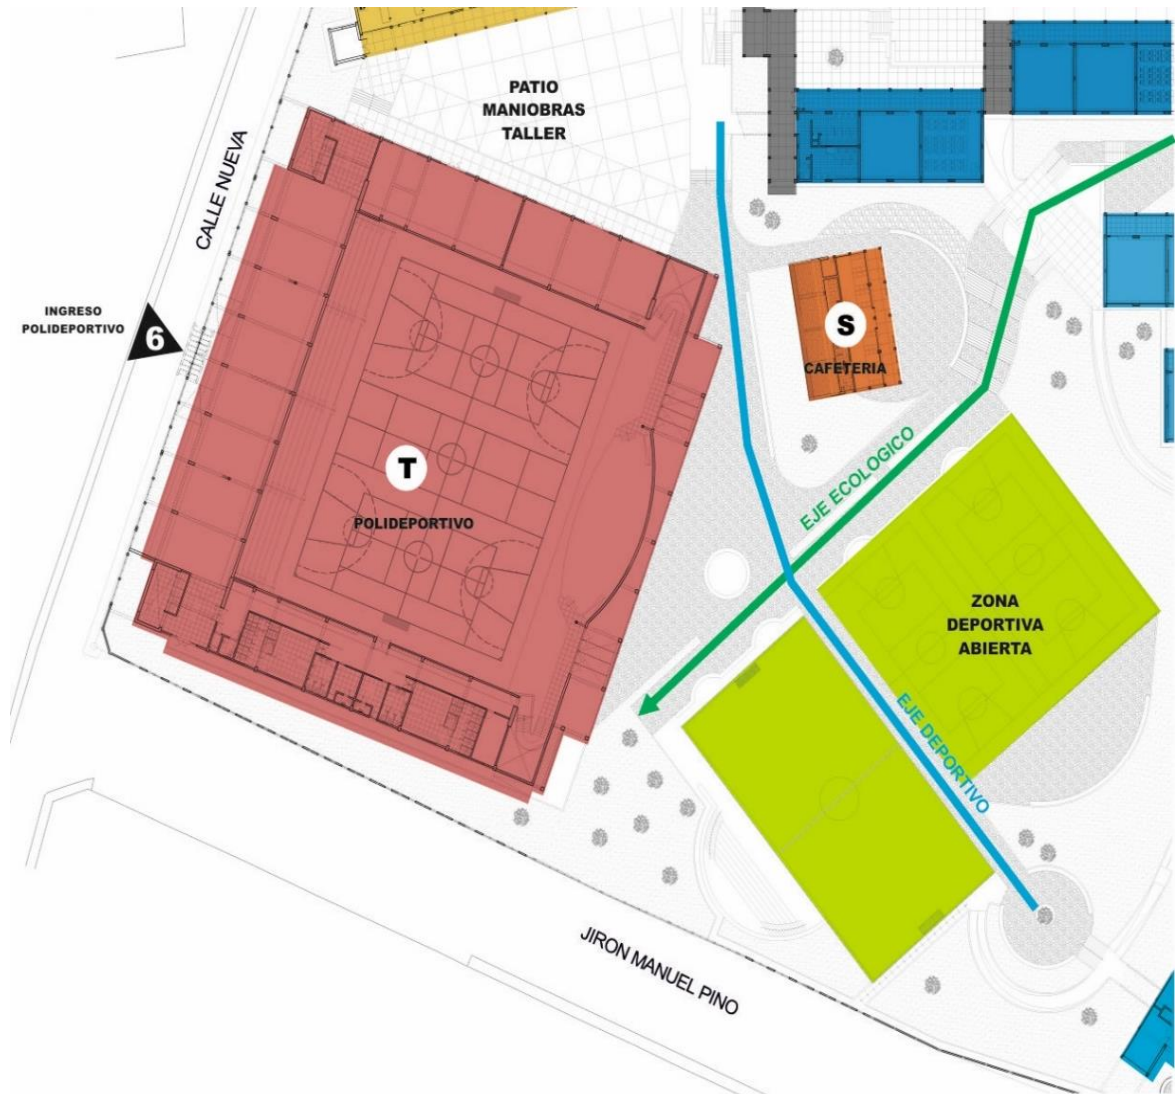 PATIO
MANIOBRAS
TALLER
CALLE NUEVA
INGRESO
POLIDEPORTIVO
6
S
CAFETERIA
EJE ECOLOGICO
T
POLIDEPORTIVO
ZONA
DEPORTIVA
ABIERTA
EJE DEPORTIVO
JIRON MANUEL PINO